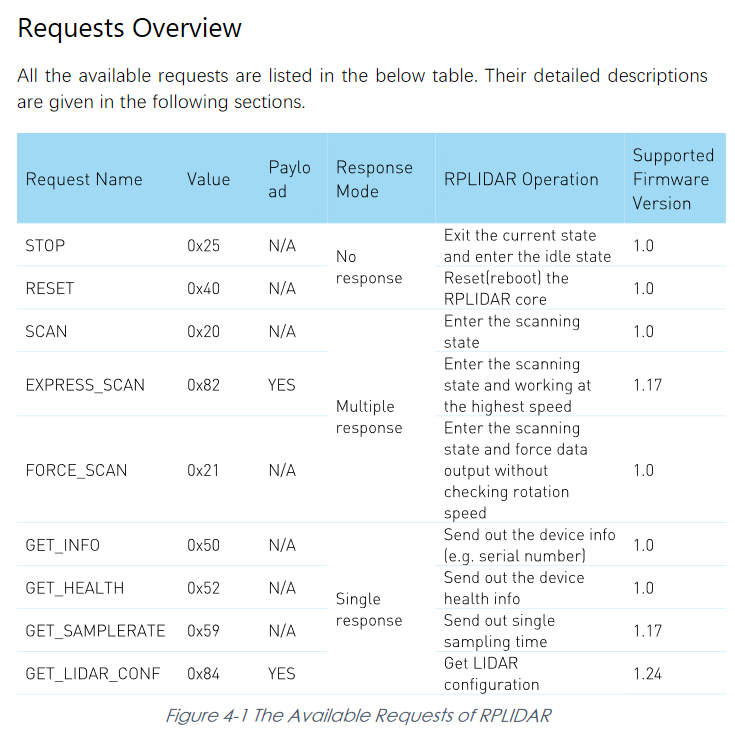 Requests Overview
All the available requests are listed in the below table. Their detailed descriptions
are given in the following sections.
Request Name Value Paylo
ad Response
Mode RPLIDAR Operation Supported
Firmware
Version
STOP 0x25 N/A No
response Exit the current state
and enter the idle state 1.0
RESET 0x40 N/A Reset(reboot) the
RPLIDAR core 1.0
SCAN 0x20 N/A Multiple
response Enter the scanning
state 1.0
EXPRESS_SCAN 0x82 YES Enter the scanning
state and working at
the highest speed 1.17
FORCE_SCAN 0x21 N/A Enter the scanning
state and force data
output without
checking rotation
speed 1.0
GET_INFO 0x50 N/A Single
response Send out the device info
(e.g. serial number) 1.0
GET_HEALTH 0x52 N/A Send out the device
health info 1.0
GET_SAMPLERATE 0x59 N/A Send out single
sampling time 1.17
GET_LIDAR_CONF 0x84 YES Get LIDAR
configuration 1.24
Figure 4-1 The Available Requests of RPLIDAR